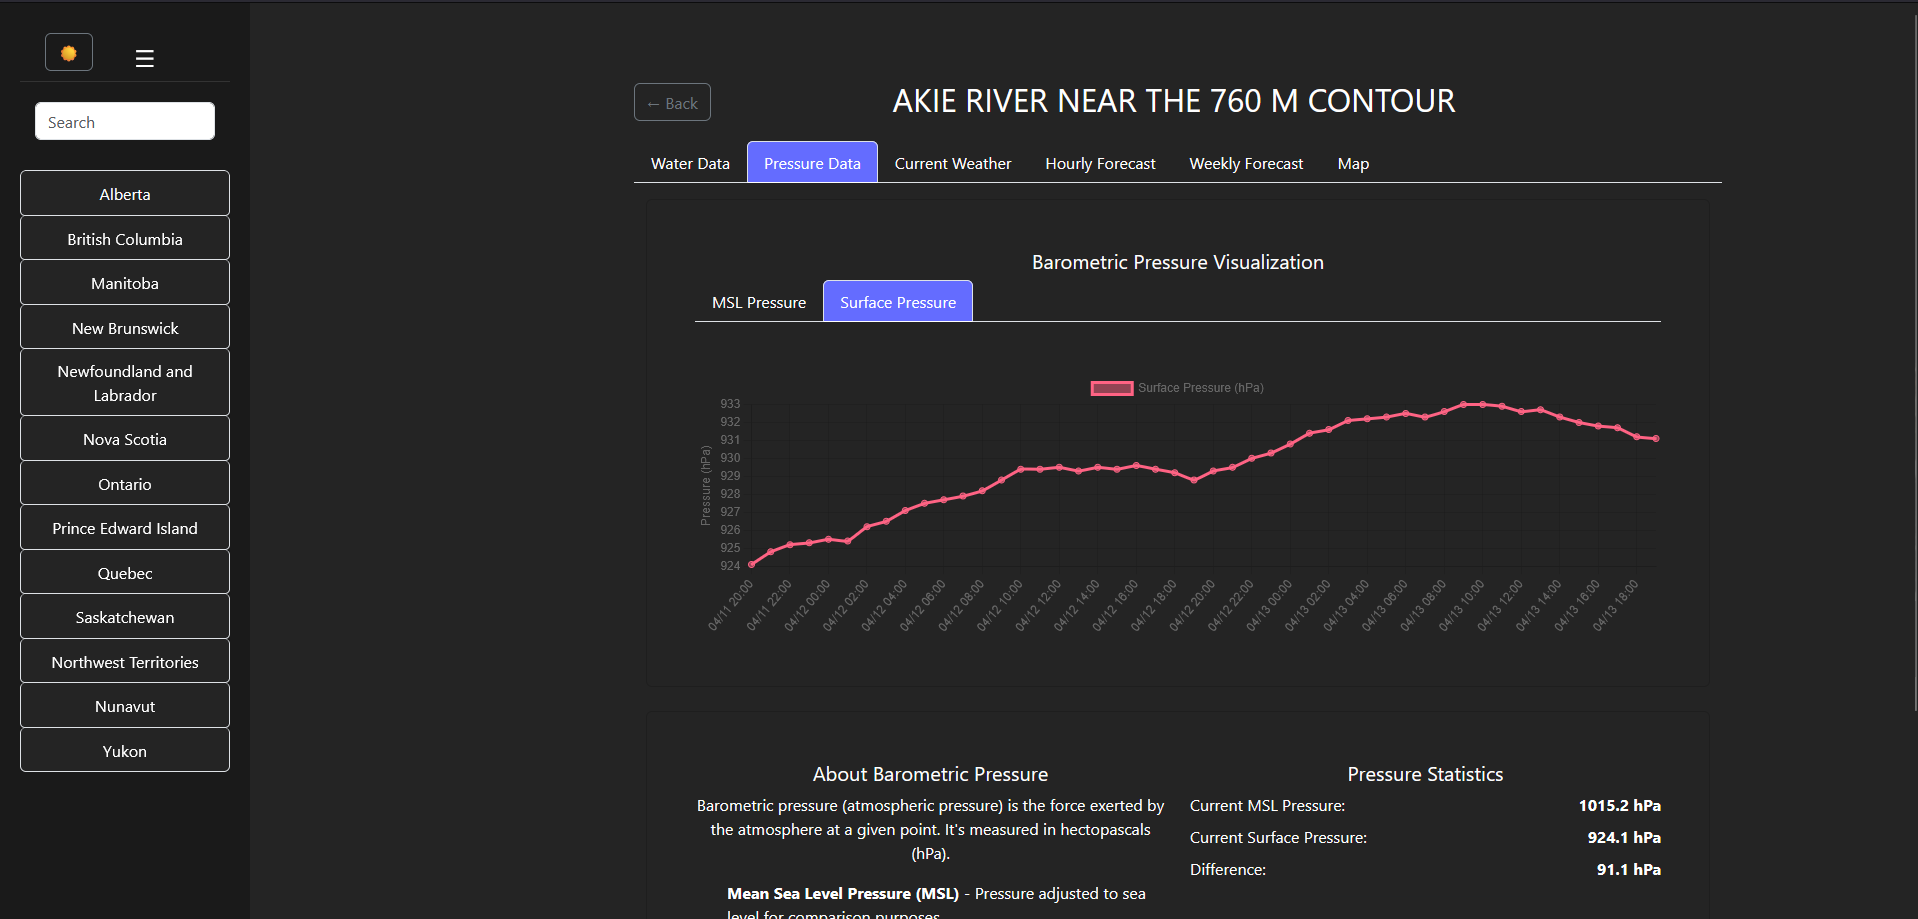 Search
Alberta
British Columbia
Manitoba
New Brunswick
Newfoundland and
Labrador
Nova Scotia
Ontario
Prince Edward Island
Quebec
Saskatchewan
Northwest Territories
Nunavut
Yukon
← Back
AKIE RIVER NEAR THE 760 M CONTOUR
Water Data Pressure Data Current Weather Hourly Forecast Weekly Forecast Map
Barometric Pressure Visualization
MSL Pressure Surface Pressure
Surface Pressure (hPa)
Pressure (hPa)
933
932
931
930
929
928
927
926
925
924
04/11 20:00 04/11 22:00 04/12 00:00 04/12 02:00 04/12 04:00 04/12 06:00 04/12 08:00 04/12 10:00 04/12 12:00 04/12 14:00 04/12 16:00 04/12 18:00 04/12 20:00 04/12 22:00 04/13 00:00 04/13 02:00 04/13 04:00 04/13 06:00 04/13 08:00 04/13 10:00 04/13 12:00 04/13 14:00 04/13 16:00 04/13 18:00
About Barometric Pressure
Barometric pressure (atmospheric pressure) is the force exerted by
the atmosphere at a given point. It's measured in hectopascals
(hPa).
Mean Sea Level Pressure (MSL) - Pressure adjusted to sea
level for comparison purposes
Pressure Statistics
Current MSL Pressure: 1015.2 hPa
Current Surface Pressure: 924.1 hPa
Difference: 91.1 hPa